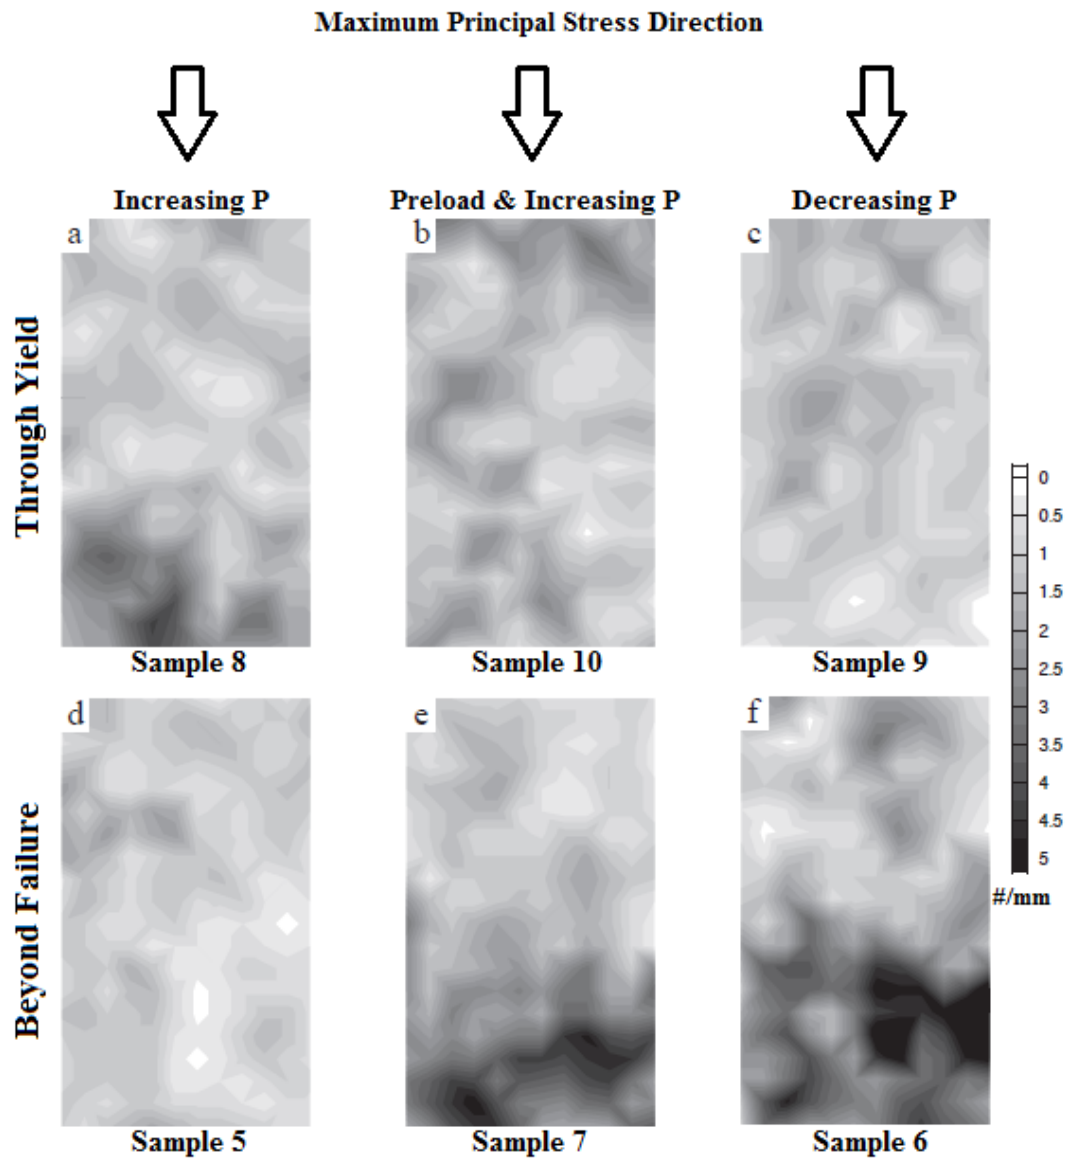 Maximum Principal Stress Direction
Increasing P
Preload & Increasing P
Decreasing P
Through Yield
a
b
c
Sample 8
Sample 10
Sample 9
Beyond Failure
d
e
f
Sample 5
Sample 7
Sample 6
0
0.5
1
1.5
2
2.5
3
3.5
4
4.5
5
#/mm